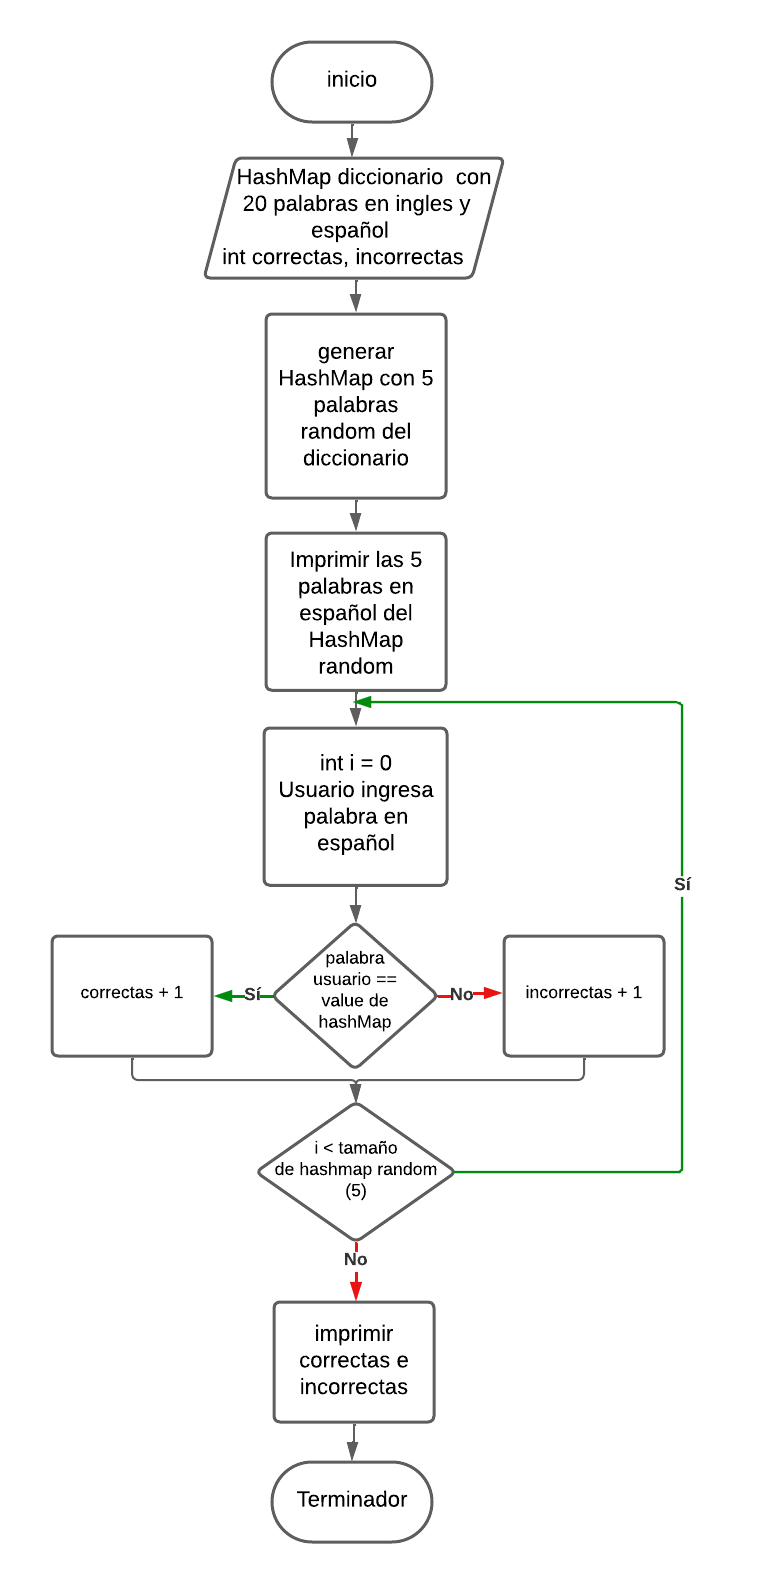 inicio
HashMap diccionario con
20 palabras en ingles y
español
int correctas, incorrectas
generar
HashMap con 5
palabras
random del
diccionario
Imprimir las 5
palabras en
español del
HashMap
random
int i = 0
Usuario ingresa
palabra en
español
Sí
palabra
usuario ==
value de
hashMap
correctas + 1
Sí
No
incorrectas + 1
i < tamaño
de hashmap random
(5)
No
imprimir
correctas e
incorrectas
Terminador